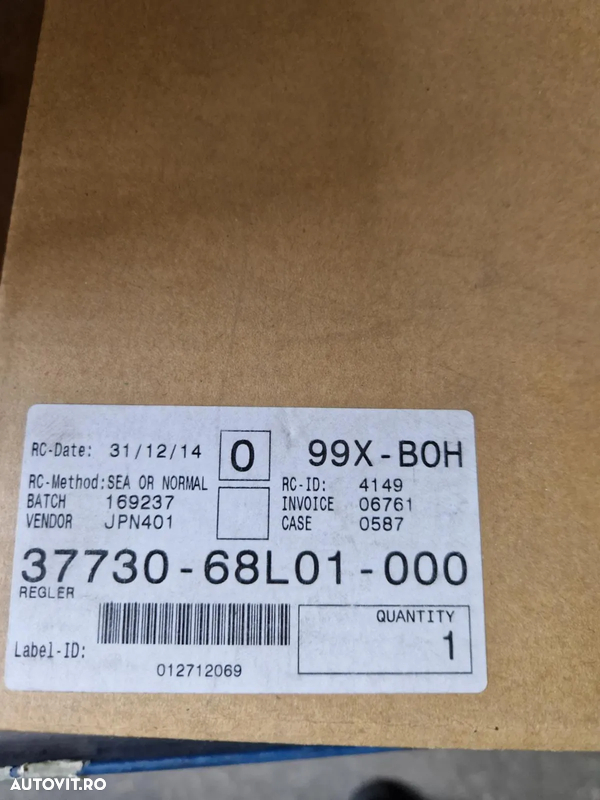 RC-Date: 31/12/14 0 99X-B0H
RC-Method: SEA OR NORMAL RC-ID: 4149
BATCH 169237 INVOICE 06761
VENDOR JPN401 CASE 0587
37730-68L01-000
REGLER
QUANTITY
Label-ID: 1
012712069
AUTOVIT.RO